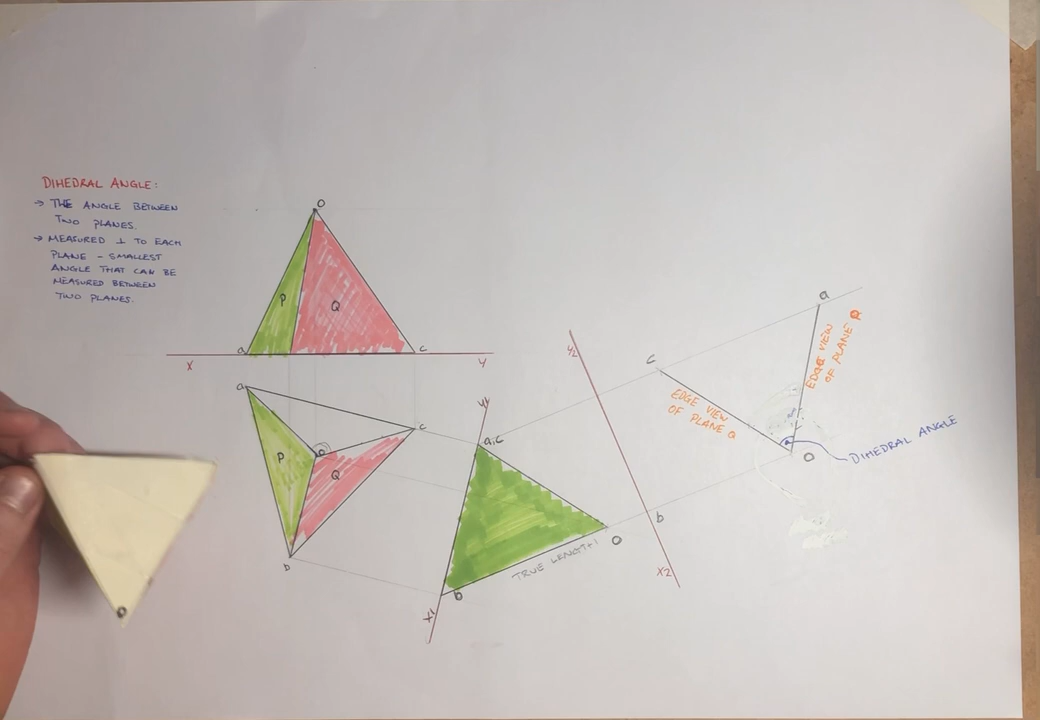 DIHEDRAL ANGLE:
→ THE ANGLE BETWEEN
TWO PLANES.
→ MEASURED ⊥ TO EACH
PLANE - SMALLEST
ANGLE THAT CAN BE
MEASURED BETWEEN
TWO PLANES.
O
P
Q
a
c
X
Y
a
c
P
O
Q
b
Y1
a,c
O
TRUE LENGTH
b
X1
Y2
b
X2
c
a
EDGE VIEW
OF PLANE Q
EDGE VIEW
OF PLANE P
O
DIHEDRAL ANGLE
O